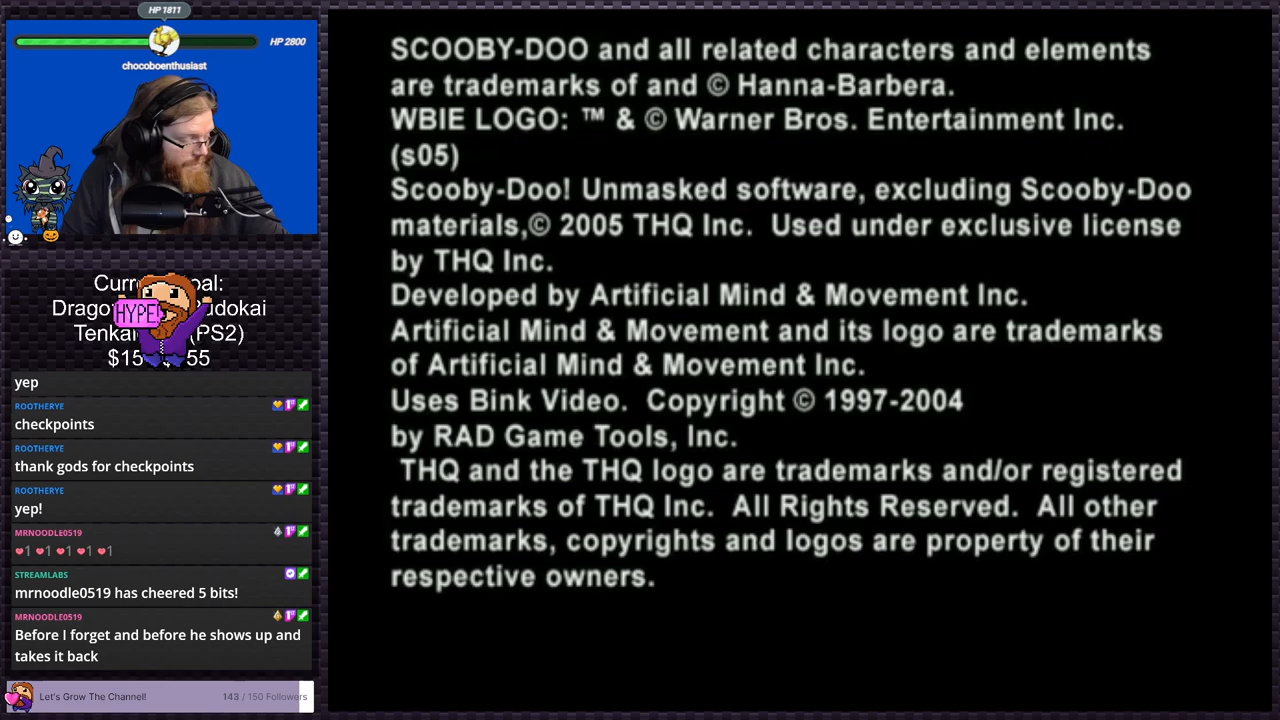 HP 1811
HP 2800
chocoboenthusiast
HYPE!
Tenka (PS2)
yep
ROOTHERYE
checkpoints
ROOTHERYE
thank gods for checkpoints
ROOTHERYE
yep!
MRNOODLE0519
1 1 1 1 1
STREAMLABS
mrnoodle0519 has cheered 5 bits!
MRNOODLE0519
Before I forget and before he shows up and
takes it back
Let's Grow The Channel! 143 / 150 Followers
SCOOBY-DOO and all related characters and elements
are trademarks of and © Hanna-Barbera.
WBIE LOGO: ™ & © Warner Bros. Entertainment Inc.
(s05)
Scooby-Doo! Unmasked software, excluding Scooby-Doo
materials,© 2005 THQ Inc. Used under exclusive license
by THQ Inc.
Developed by Artificial Mind & Movement Inc.
Artificial Mind & Movement and its logo are trademarks
of Artificial Mind & Movement Inc.
Uses Bink Video. Copyright © 1997-2004
by RAD Game Tools, Inc.
THQ and the THQ logo are trademarks and/or registered
trademarks of THQ Inc. All Rights Reserved. All other
trademarks, copyrights and logos are property of their
respective owners.